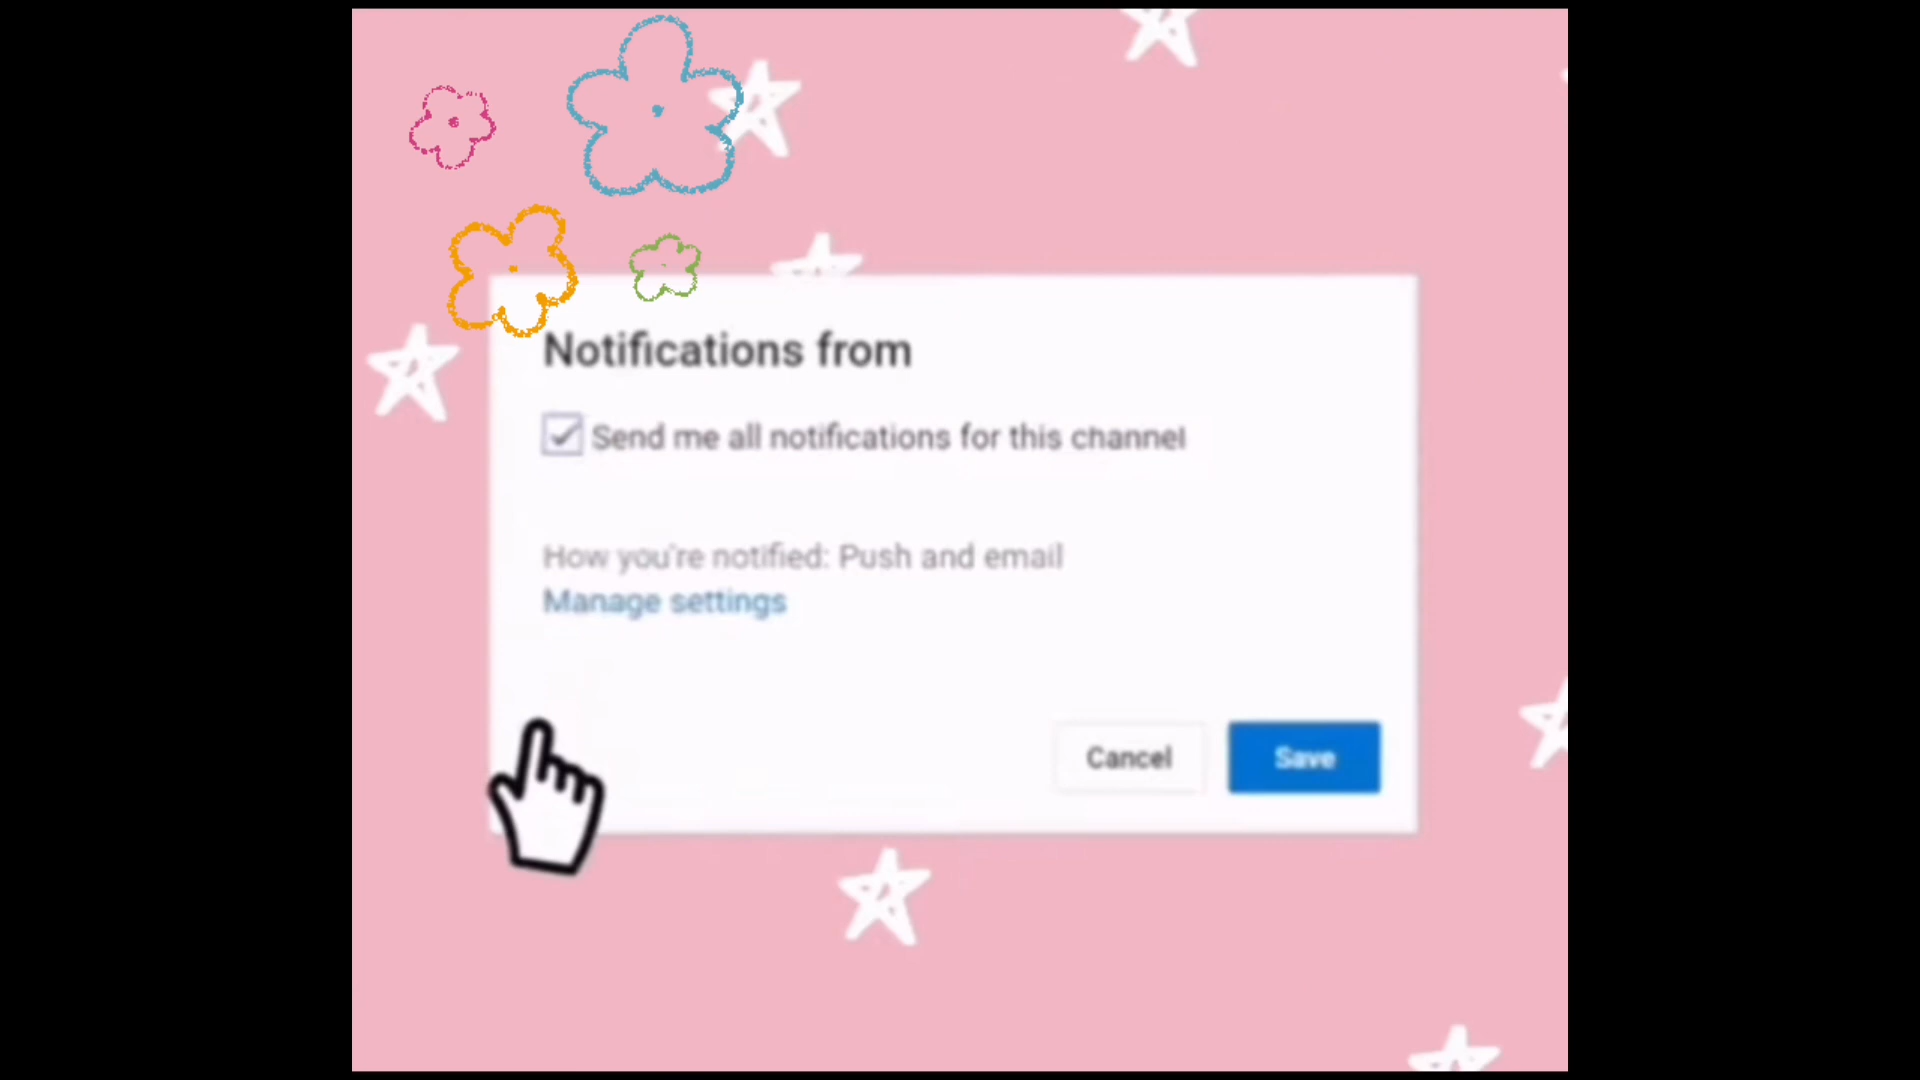 Notifications from
Send me all notifications for this channel
How you're notified: Push and email
Manage settings
Cancel
Save